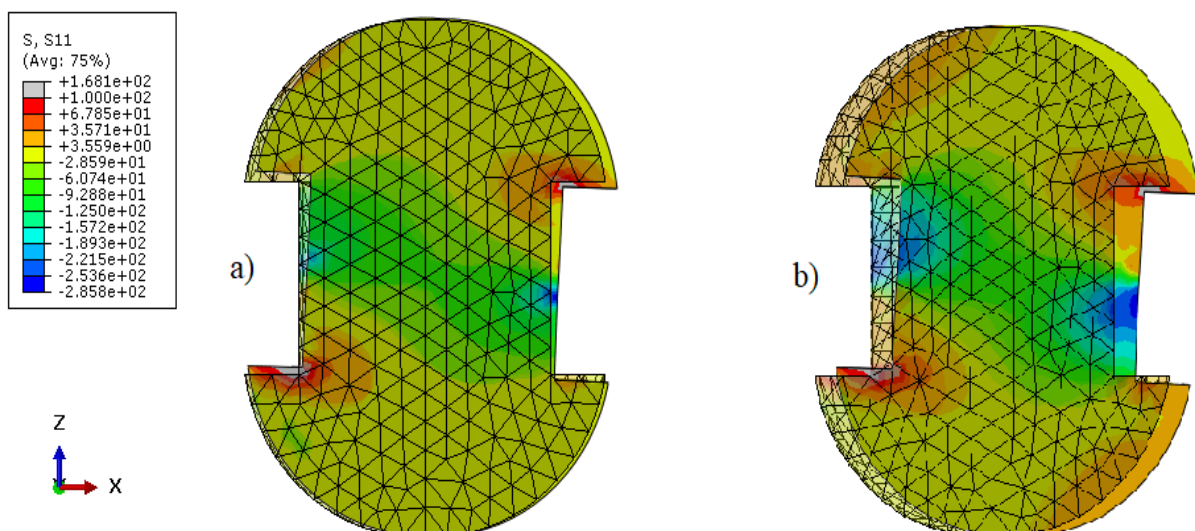 S, S11
(Avg: 75%)
+1.681e+02
+1.000e+02
+6.785e+01
+3.571e+01
+3.559e+00
-2.859e+01
-6.074e+01
-9.288e+01
-1.250e+02
-1.572e+02
-1.893e+02
-2.215e+02
-2.536e+02
-2.858e+02
a)
b)
Z
X